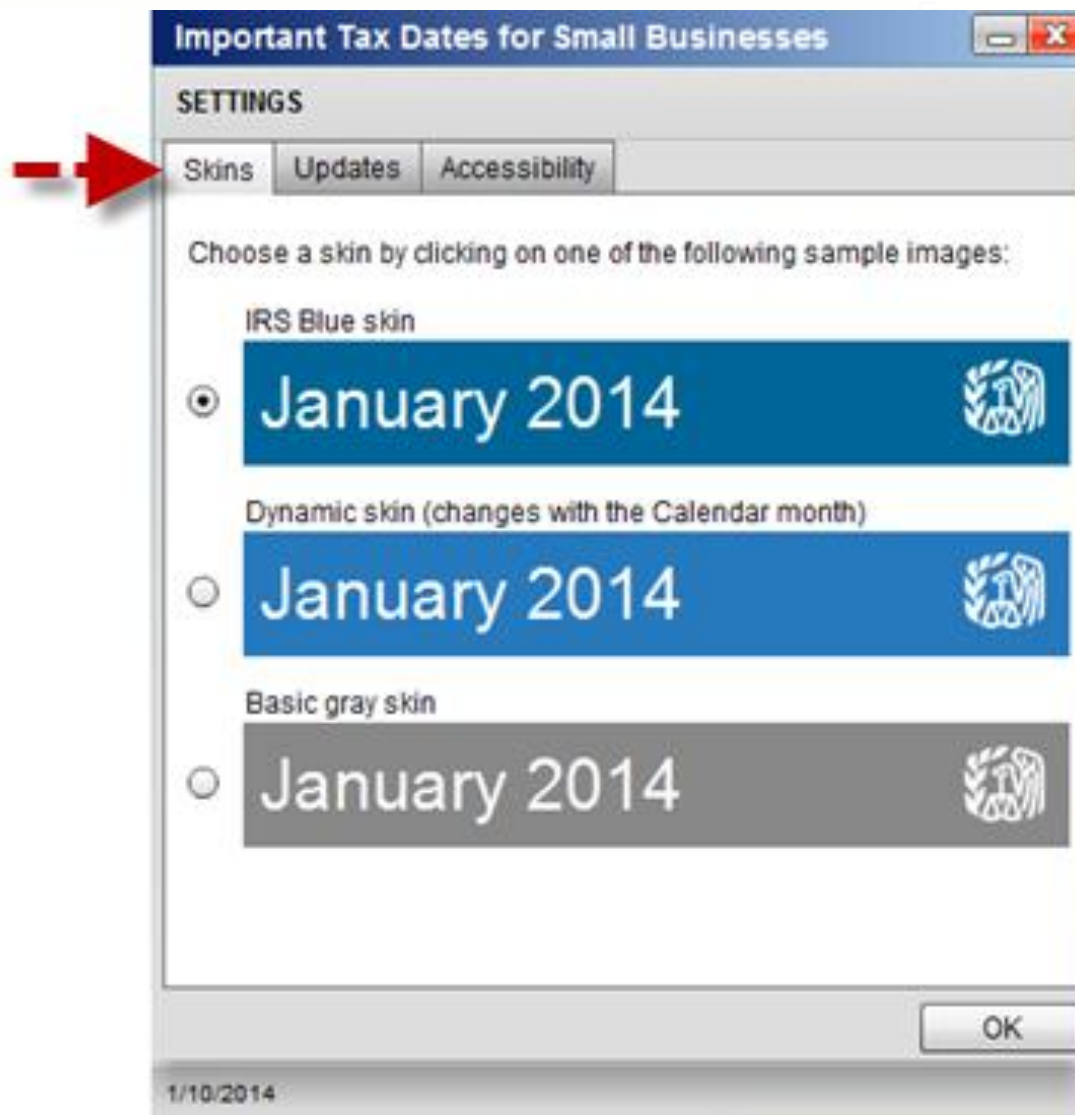 Important Tax Dates for Small Businesses
SETTINGS
Skins Updates Accessibility
Choose a skin by clicking on one of the following sample images:
IRS Blue skin
January 2014
Dynamic skin (changes with the Calendar month)
January 2014
Basic gray skin
January 2014
OK
1/10/2014